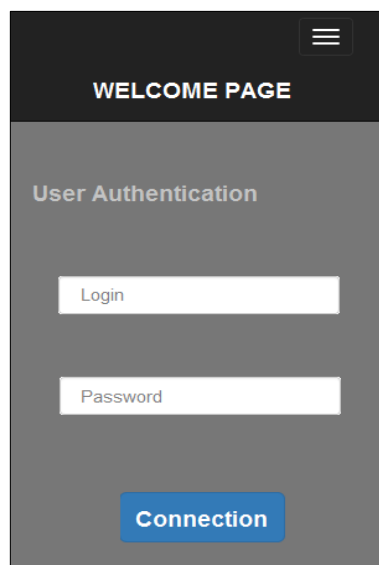 WELCOME PAGE
User Authentication
Login
Password
Connection